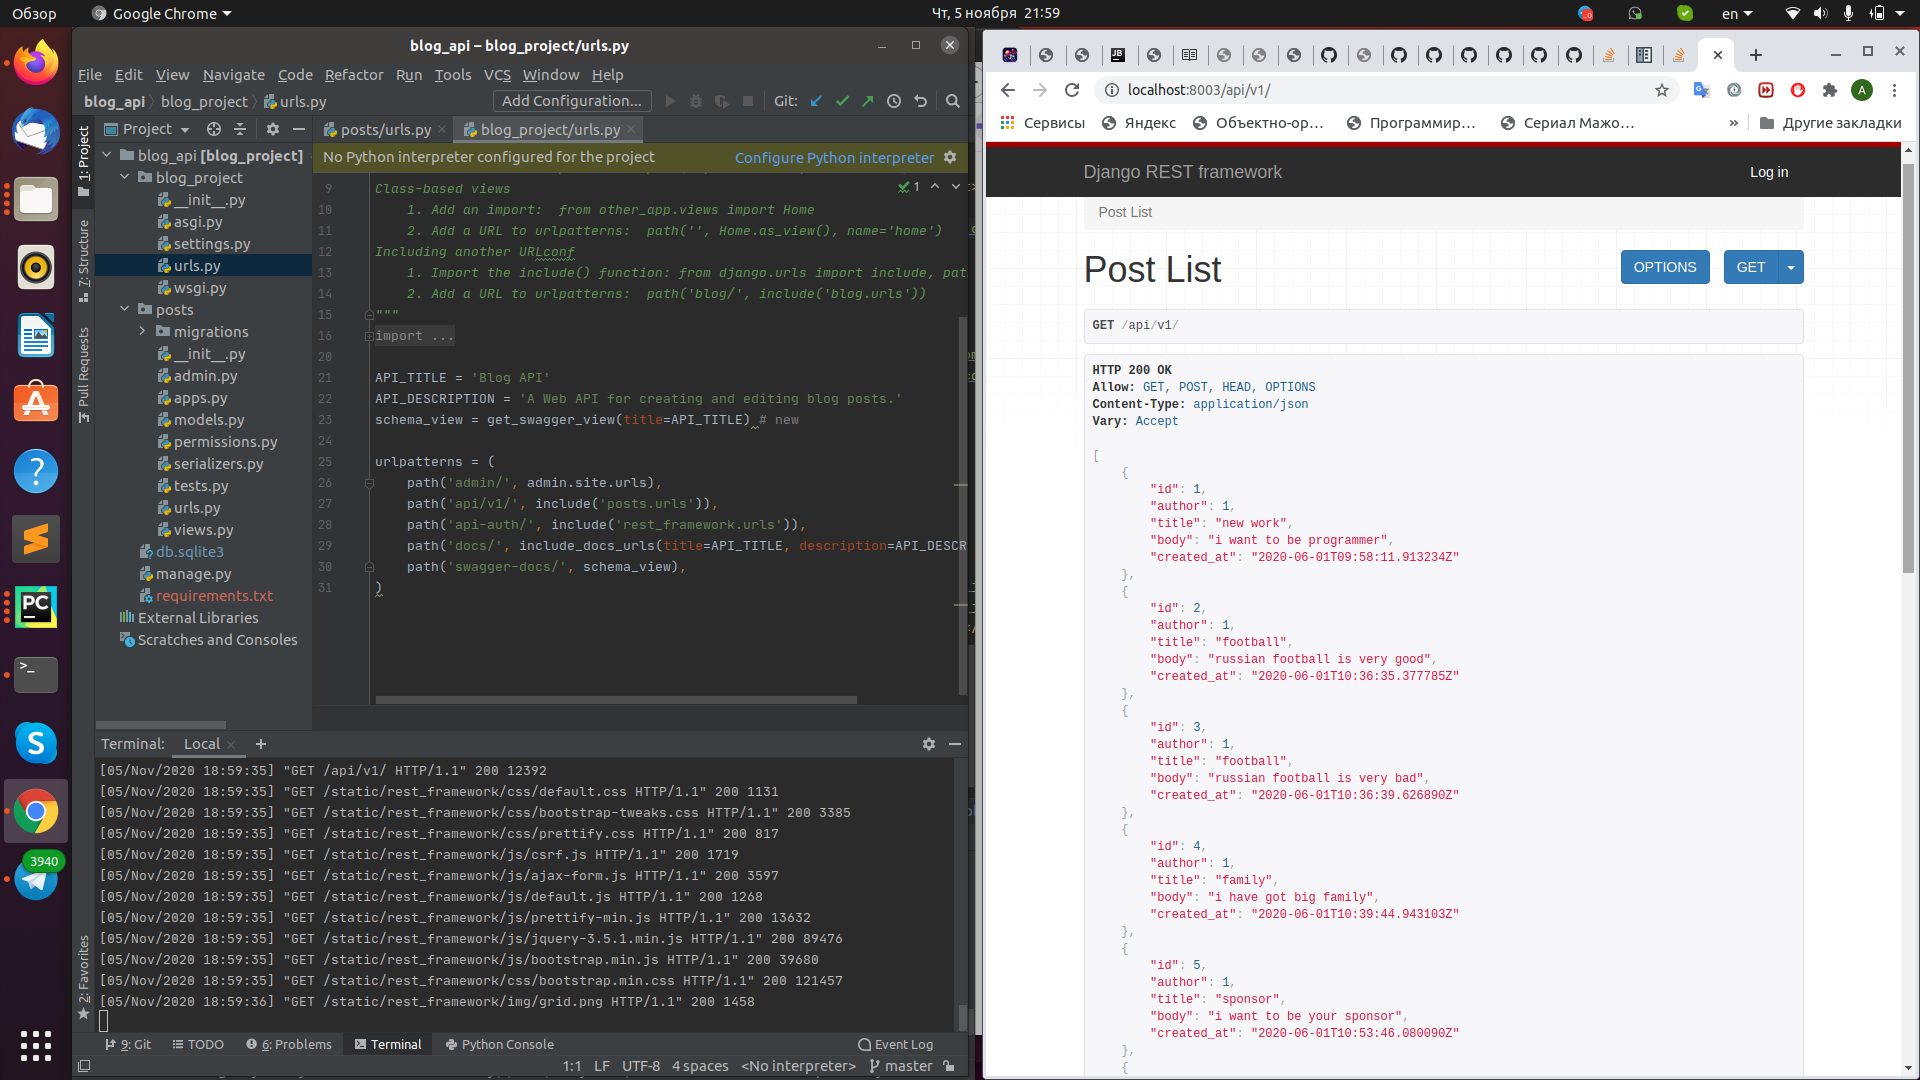 Обзор
Google Chrome
Чт, 5 ноября 21:59
en
blog_api – blog_project/urls.py
File Edit View Navigate Code Refactor Run Tools VCS Window Help
blog_api blog_project urls.py
Add Configuration...
Git:
1: Project
7: Structure
Pull Requests
2: Favorites
Project
posts/urls.py
blog_project/urls.py
blog_api [blog_project]
blog_project
__init__.py
asgi.py
settings.py
urls.py
wsgi.py
posts
migrations
__init__.py
admin.py
apps.py
models.py
permissions.py
serializers.py
tests.py
urls.py
views.py
db.sqlite3
manage.py
requirements.txt
External Libraries
Scratches and Consoles
No Python interpreter configured for the project
Configure Python interpreter
1
9 Class-based views
10 1. Add an import:  from other_app.views import Home
11 2. Add a URL to urlpatterns:  path('', Home.as_view(), name='home')
12 Including another URLconf
13 1. Import the include() function: from django.urls import include, pat
14 2. Add a URL to urlpatterns:  path('blog/', include('blog.urls'))
15 """
16 import ...
20
21 API_TITLE = 'Blog API'
22 API_DESCRIPTION = 'A Web API for creating and editing blog posts.'
23 schema_view = get_swagger_view(title=API_TITLE) # new
24
25 urlpatterns = (
26 path('admin/', admin.site.urls),
27 path('api/v1/', include('posts.urls')),
28 path('api-auth/', include('rest_framework.urls')),
29 path('docs/', include_docs_urls(title=API_TITLE, description=API_DESCR
30 path('swagger-docs/', schema_view),
31 )
Terminal: Local
[05/Nov/2020 18:59:35] "GET /api/v1/ HTTP/1.1" 200 12392
[05/Nov/2020 18:59:35] "GET /static/rest_framework/css/default.css HTTP/1.1" 200 1131
[05/Nov/2020 18:59:35] "GET /static/rest_framework/css/bootstrap-tweaks.css HTTP/1.1" 200 3385
[05/Nov/2020 18:59:35] "GET /static/rest_framework/css/prettify.css HTTP/1.1" 200 817
[05/Nov/2020 18:59:35] "GET /static/rest_framework/js/csrf.js HTTP/1.1" 200 1719
[05/Nov/2020 18:59:35] "GET /static/rest_framework/js/ajax-form.js HTTP/1.1" 200 3597
[05/Nov/2020 18:59:35] "GET /static/rest_framework/js/default.js HTTP/1.1" 200 1268
[05/Nov/2020 18:59:35] "GET /static/rest_framework/js/prettify-min.js HTTP/1.1" 200 13632
[05/Nov/2020 18:59:35] "GET /static/rest_framework/js/jquery-3.5.1.min.js HTTP/1.1" 200 89476
[05/Nov/2020 18:59:35] "GET /static/rest_framework/js/bootstrap.min.js HTTP/1.1" 200 39680
[05/Nov/2020 18:59:35] "GET /static/rest_framework/css/bootstrap.min.css HTTP/1.1" 200 121457
[05/Nov/2020 18:59:36] "GET /static/rest_framework/img/grid.png HTTP/1.1" 200 1458
9: Git
TODO
6: Problems
Terminal
Python Console
Event Log
1:1 LF UTF-8 4 spaces <No interpreter> master
PC
3940
JB
localhost:8003/api/v1/
A
Сервисы
Яндекс
Объектно-ор...
Программир...
Сериал Мажо...
»
Другие закладки
Django REST framework
Log in
Post List
Post List
OPTIONS
GET
GET /api/v1/
HTTP 200 OK
Allow: GET, POST, HEAD, OPTIONS
Content-Type: application/json
Vary: Accept
[
{
"id": 1,
"author": 1,
"title": "new work",
"body": "i want to be programmer",
"created_at": "2020-06-01T09:58:11.913234Z"
},
{
"id": 2,
"author": 1,
"title": "football",
"body": "russian football is very good",
"created_at": "2020-06-01T10:36:35.377785Z"
},
{
"id": 3,
"author": 1,
"title": "football",
"body": "russian football is very bad",
"created_at": "2020-06-01T10:36:39.626890Z"
},
{
"id": 4,
"author": 1,
"title": "family",
"body": "i have got big family",
"created_at": "2020-06-01T10:39:44.943103Z"
},
{
"id": 5,
"author": 1,
"title": "sponsor",
"body": "i want to be your sponsor",
"created_at": "2020-06-01T10:53:46.080090Z"
},
{